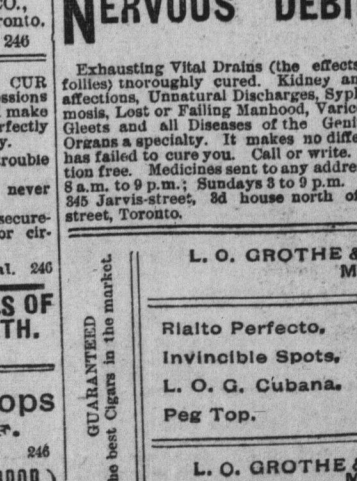 O.,
ronto.
246
CUR
ssions
make
rfectly
y.
rouble
never
secure-
or cir-
al. 246
S OF
TH.
ops
246
NERVOUS DEBI
Exhausting Vital Drains (the effects
follies) thoroughly cured. Kidney an
affections, Unnatural Discharges, Syph
mosis, Lost or Failing Manhood, Varic
Gleets and all Diseases of the Geni
Organs a specialty. It makes no diffe
has failed to cure you. Call or write.
tion free. Medicines sent to any addre
8 a.m. to 9 p.m.; Sundays 3 to 9 p.m.
345 Jarvis-street, 3d house north of
street, Toronto.
GUARANTEED
he best Cigars in the market.
L. O. GROTHE &
M
Rialto Perfecto.
Invincible Spots.
L. O. G. Cubana.
Peg Top.
L. O. GROTHE &
M